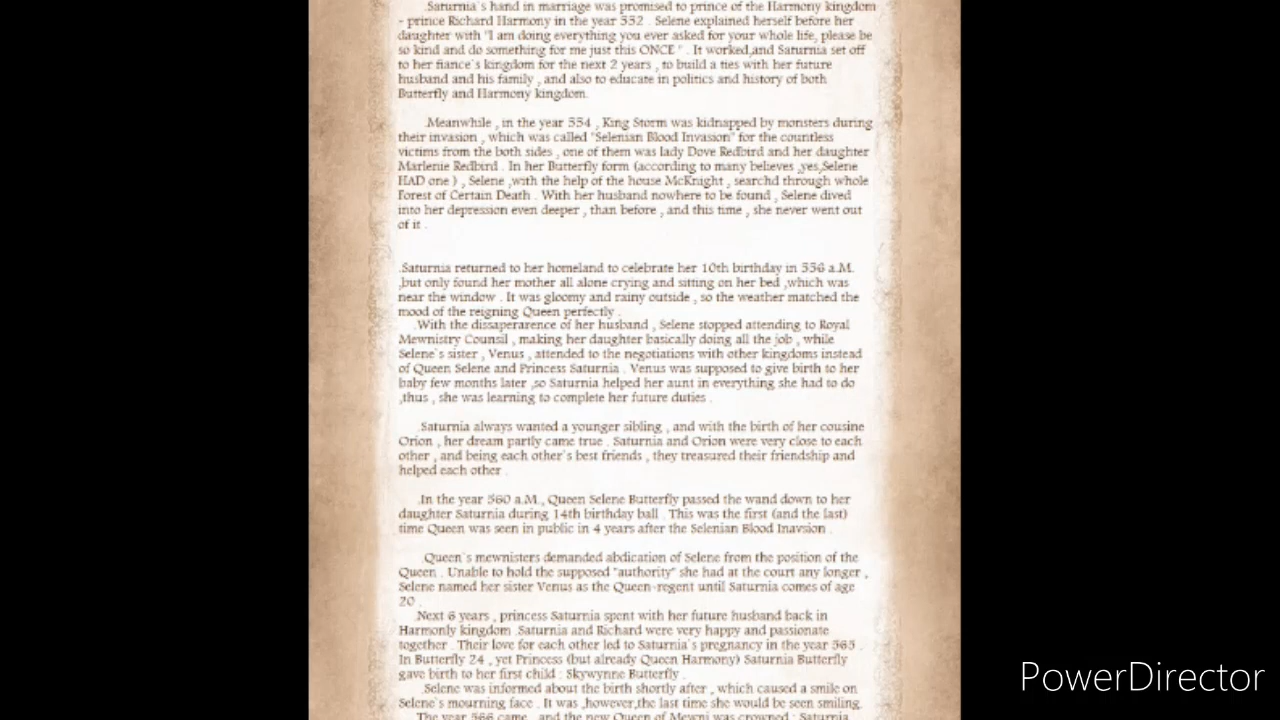 .Saturnia`s hand in marriage was promised to prince of the Harmony kingdom
- prince Richard Harmony in the year 552 . Selene explained herself before her
daughter with "I am doing everything you ever asked for your whole life, please be
so kind and do something for me just this ONCE " . It worked,and Saturnia set off
to her fiance`s kingdom for the next 2 years , to build a ties with her future
husband and his family , and also to educate in politics and history of both
Butterfly and Harmony kingdom.
.Meanwhile , in the year 554 , King Storm was kidnapped by monsters during
their invasion , which was called "Selenian Blood Invasion" for the countless
victims from the both sides , one of them was lady Dove Redbird and her daughter
Marlenie Redbird . In her Butterfly form (according to many believes ,yes,Selene
HAD one ) , Selene ,with the help of the house McKnight , searchd through whole
Forest of Certain Death . With her husband nowhere to be found , Selene dived
into her depression even deeper , than before , and this time , she never went out
of it .
.Saturnia returned to her homeland to celebrate her 10th birthday in 556 a.M.
,but only found her mother all alone crying and sitting on her bed ,which was
near the window . It was gloomy and rainy outside , so the weather matched the
mood of the reigning Queen perfectly .
.With the dissaperarence of her husband , Selene stopped attending to Royal
Mewnistry Counsil , making her daughter basically doing all the job , while
Selene`s sister , Venus , attended to the negotiations with other kingdoms instead
of Queen Selene and Princess Saturnia . Venus was supposed to give birth to her
baby few months later ,so Saturnia helped her aunt in everything she had to do
,thus , she was learning to complete her future duties .
.Saturnia always wanted a younger sibling , and with the birth of her cousine
Orion , her dream partly came true . Saturnia and Orion were very close to each
other , and being each other`s best friends , they treasured their friendship and
helped each other .
.In the year 560 a.M., Queen Selene Butterfly passed the wand down to her
daughter Saturnia during 14th birthday ball . This was the first (and the last)
time Queen was seen in public in 4 years after the Selenian Blood Inavsion .
Queen`s mewnisters demanded abdication of Selene from the position of the
Queen . Unable to hold the supposed "authority" she had at the court any longer ,
Selene named her sister Venus as the Queen-regent until Saturnia comes of age
20 .
.Next 6 years , princess Saturnia spent with her future husband back in
Harmonly kingdom .Saturnia and Richard were very happy and passionate
together . Their love for each other led to Saturnia`s pregnancy in the year 565 .
In Butterfly 24 , yet Princess (but already Queen Harmony) Saturnia Butterfly
gave birth to her first child : Skywynne Butterfly .
.Selene was informed about the birth shortly after , which caused a smile on
Selene`s mourning face . It was ,however,the last time she would be seen smiling.
The year 566 came , and the new Queen of Mewni was crowned : Saturnia
PowerDirector